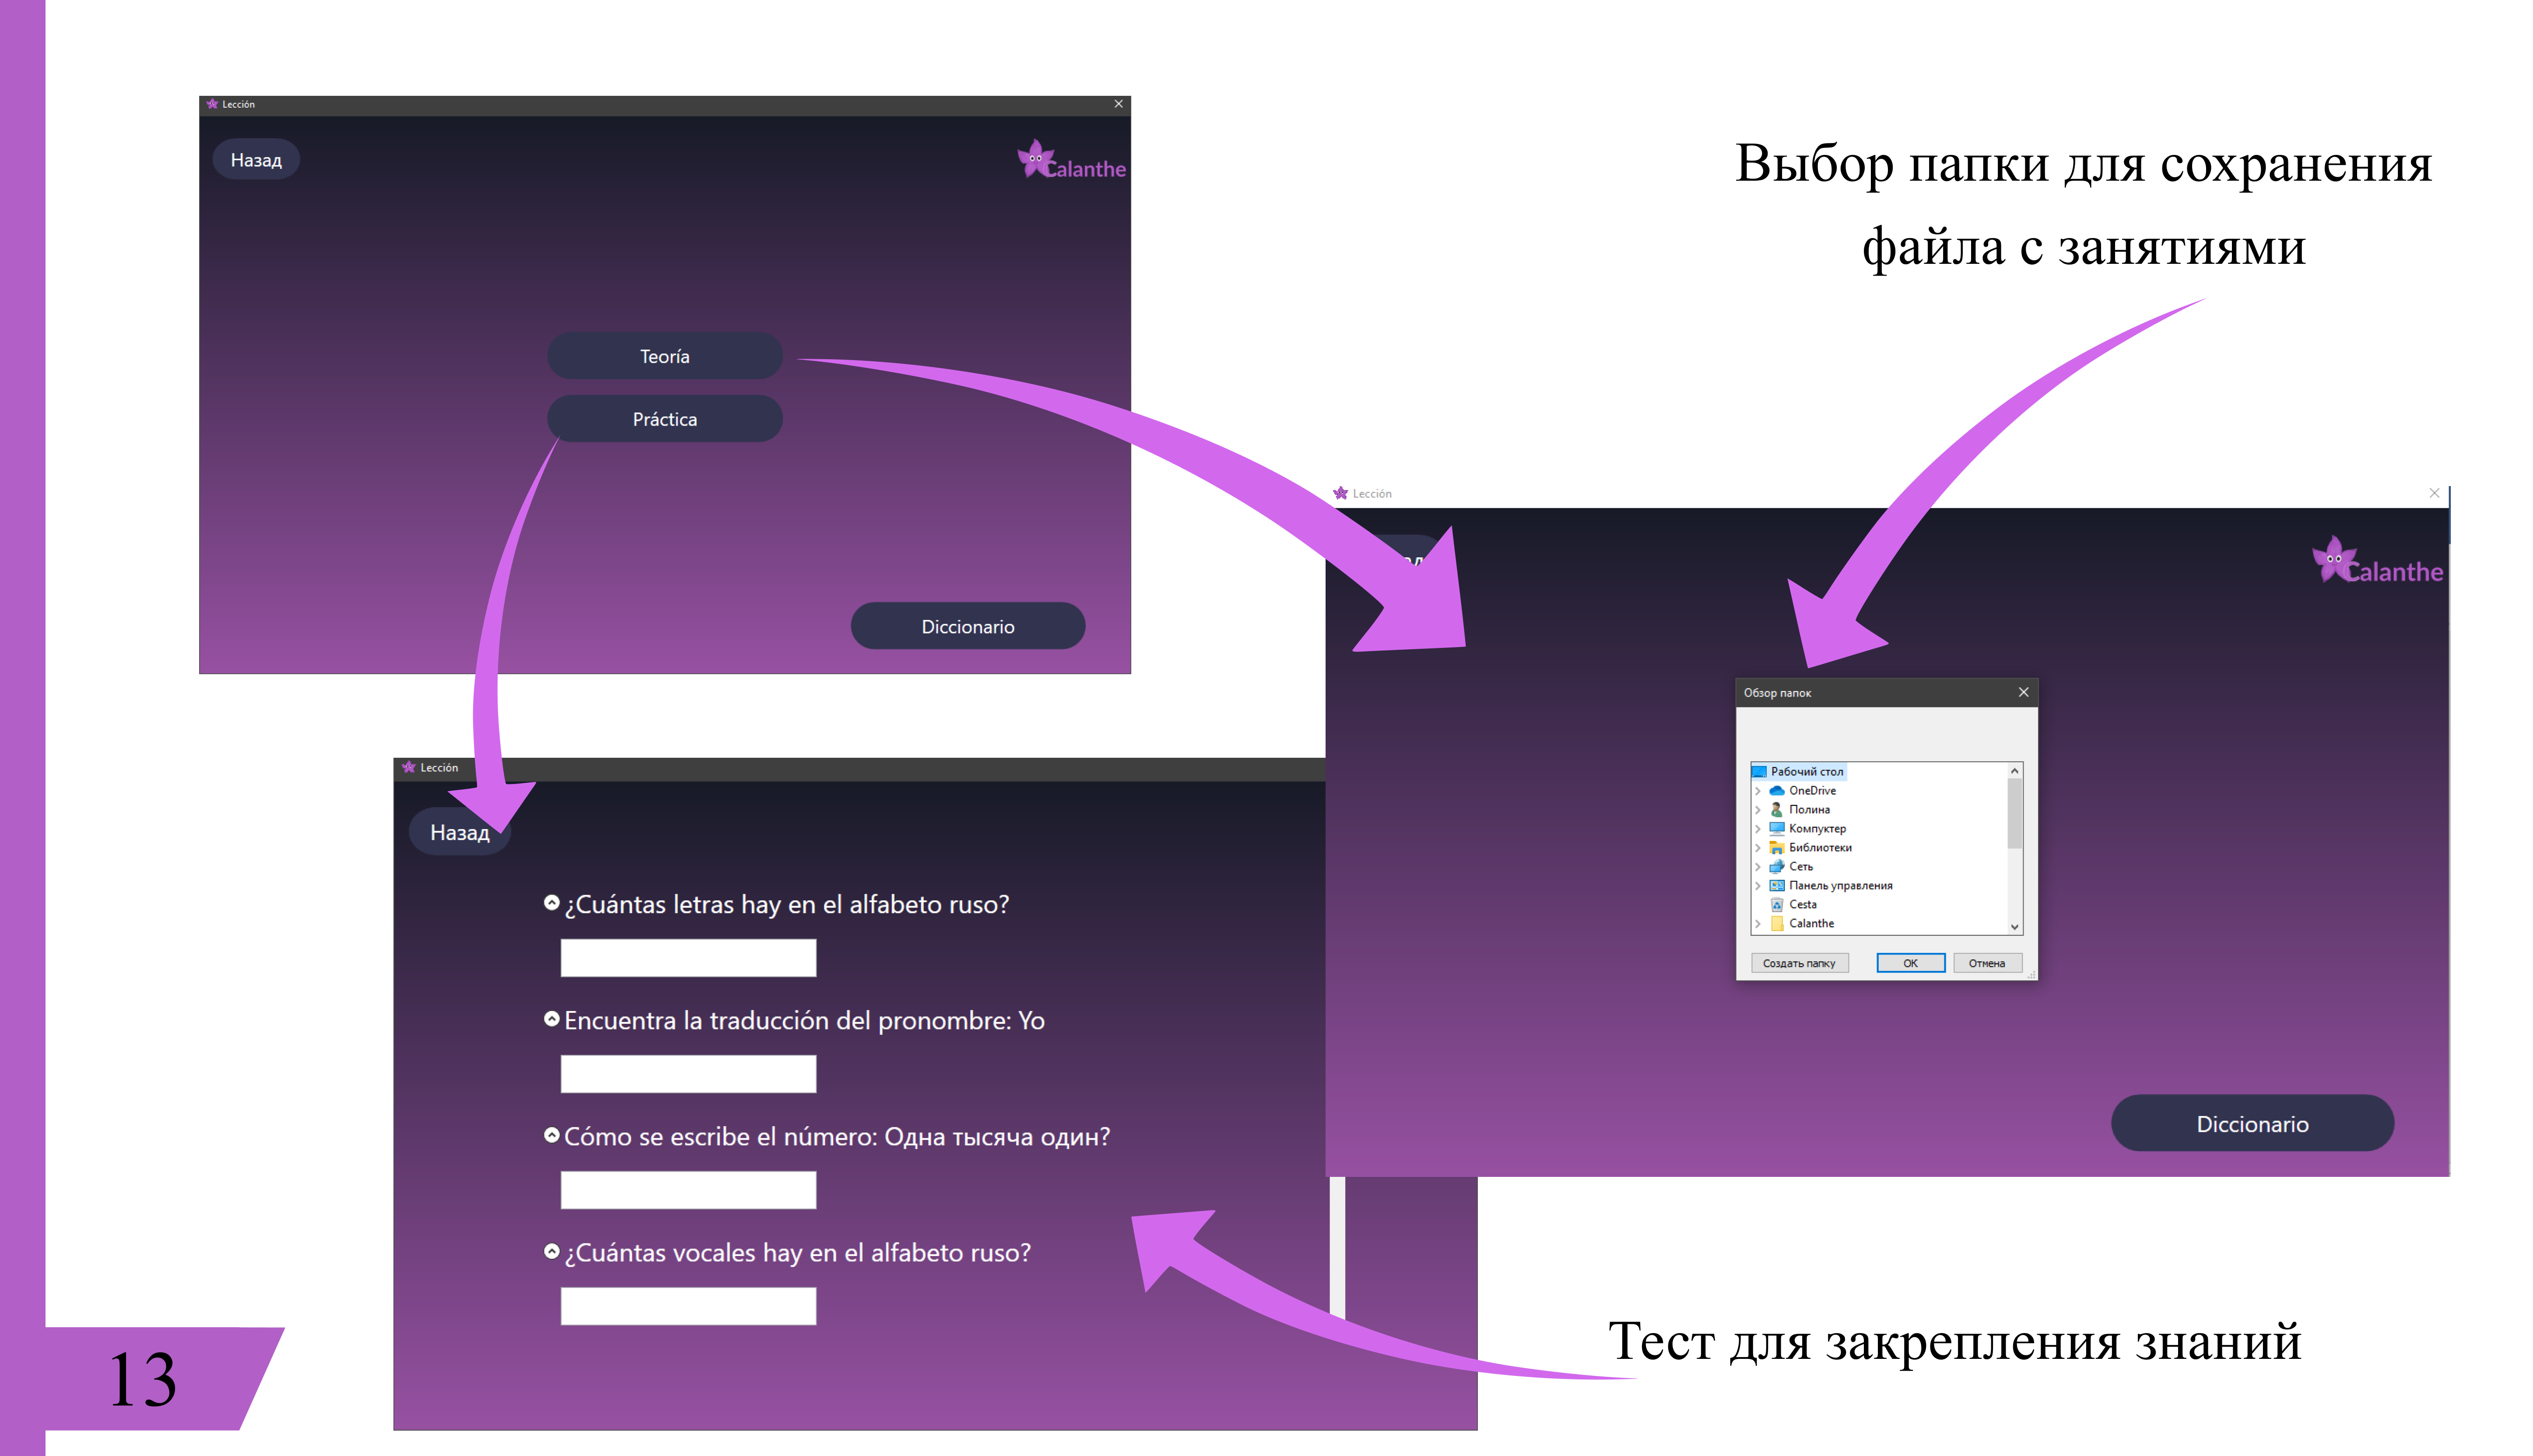 Lección
Назад
Calanthe
Teoría
Práctica
Diccionario
Выбор папки для сохранения
файла с занятиями
Lección
Calanthe
Обзор папок
Рабочий стол
OneDrive
Полина
Компуктер
Библиотеки
Сеть
Панель управления
Cesta
Calanthe
Создать папку
ОК
Отмена
Diccionario
Lección
Назад
¿Cuántas letras hay en el alfabeto ruso?
Encuentra la traducción del pronombre: Yo
Cómo se escribe el número: Одна тысяча один?
¿Cuántas vocales hay en el alfabeto ruso?
Тест для закрепления знаний
13